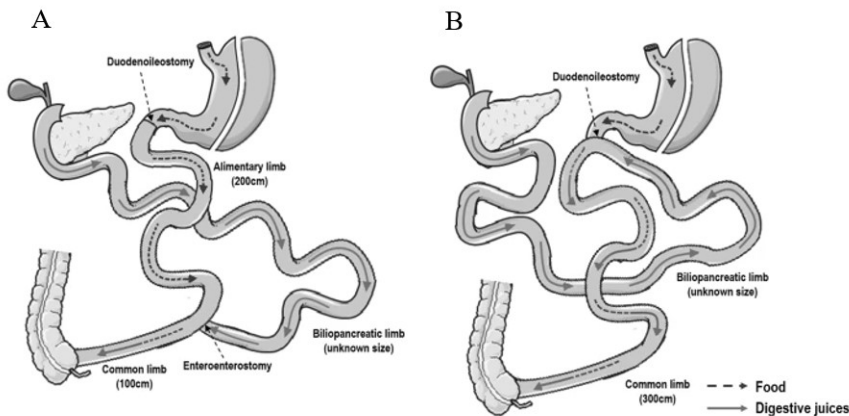 A
Duodenoileostomy
Alimentary limb
(200cm)
Biliopancreatic limb
(unknown size)
Enteroenterostomy
Common limb
(100cm)
B
Duodenoileostomy
Biliopancreatic limb
(unknown size)
Common limb
(300cm)
Food
Digestive juices